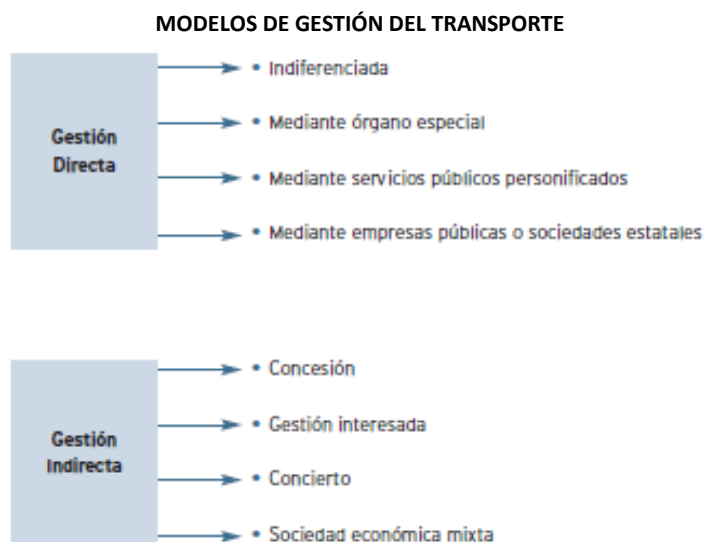 MODELOS DE GESTIÓN DEL TRANSPORTE
Gestión
Directa
• Indiferenciada
• Mediante órgano especial
• Mediante servicios públicos personificados
• Mediante empresas públicas o sociedades estatales
Gestión
Indirecta
• Concesión
• Gestión interesada
• Concierto
• Sociedad económica mixta